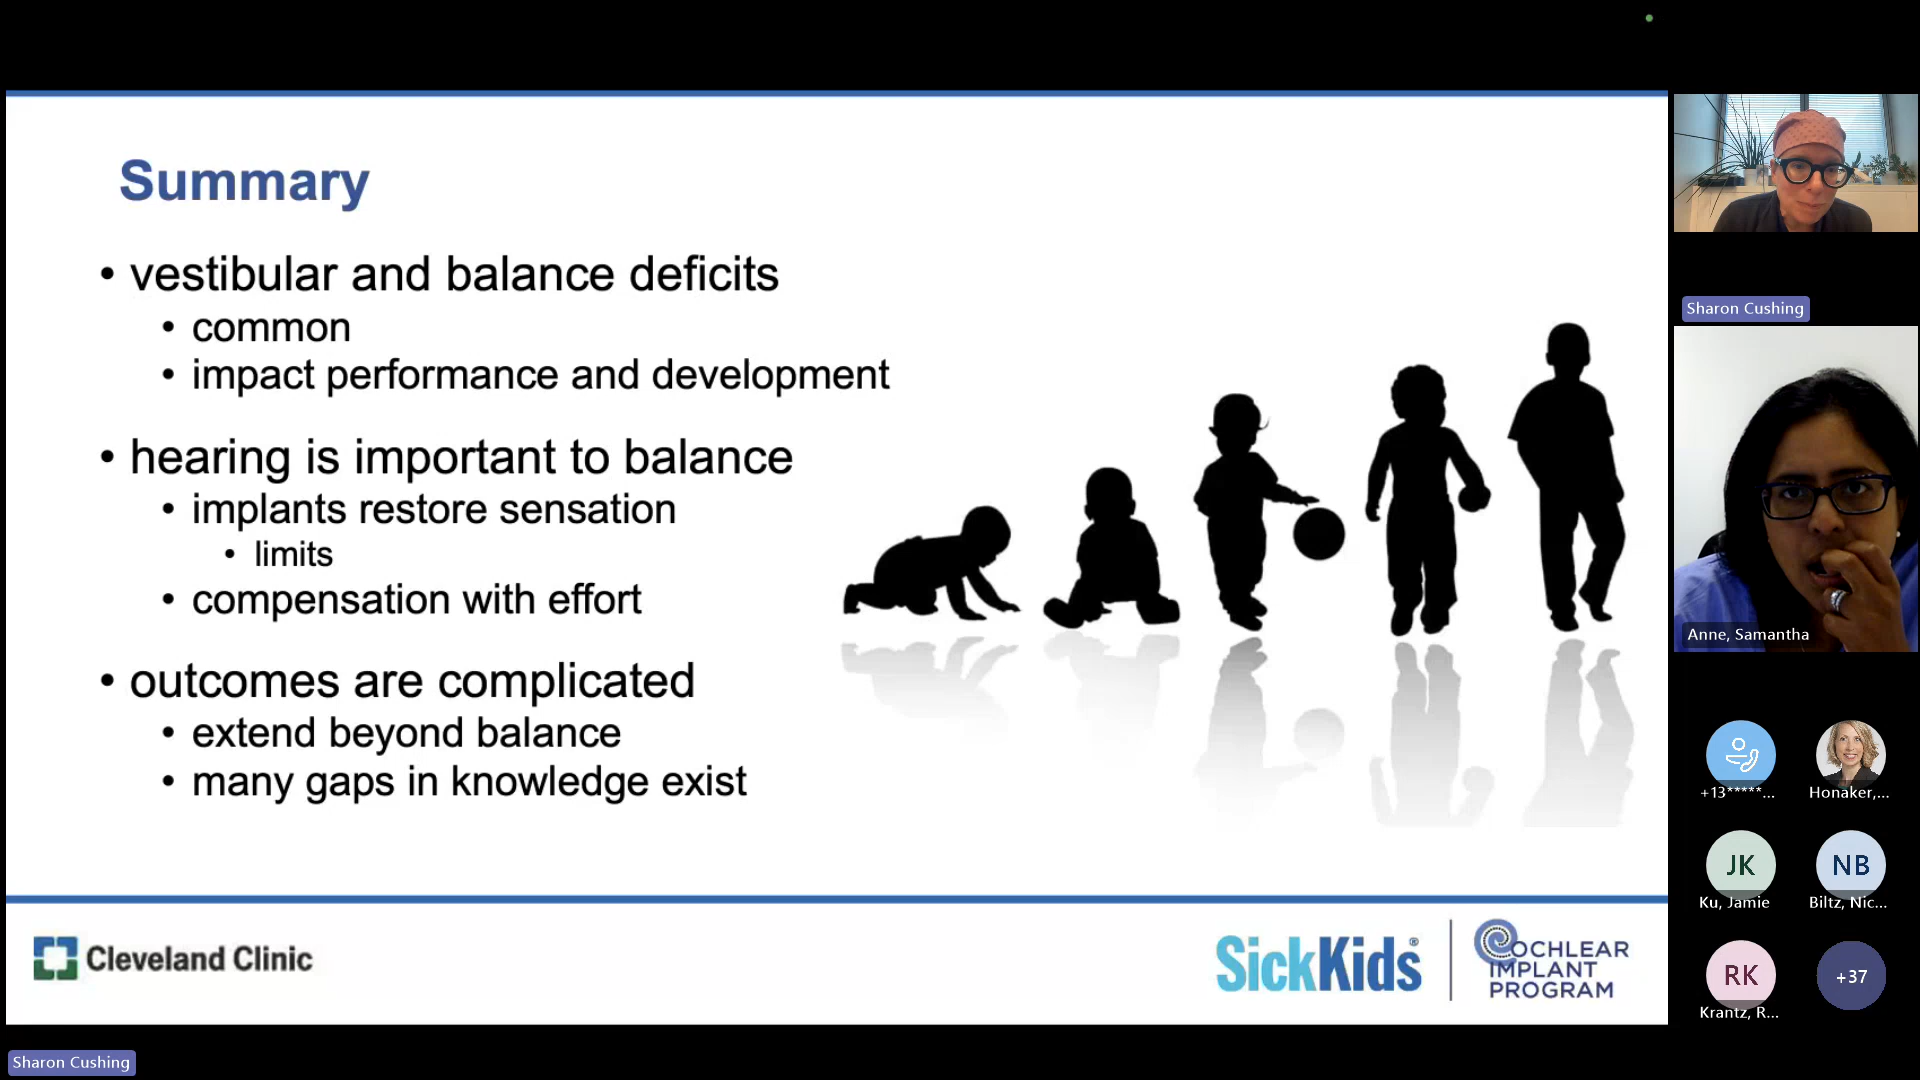 Summary
• vestibular and balance deficits
• common
• impact performance and development
• hearing is important to balance
• implants restore sensation
• limits
• compensation with effort
• outcomes are complicated
• extend beyond balance
• many gaps in knowledge exist
Cleveland Clinic
SickKids®
COCHLEAR
IMPLANT
PROGRAM
Sharon Cushing
Sharon Cushing
Anne, Samantha
+13*****...
Honaker,...
JK
Ku, Jamie
NB
Biltz, Nic...
RK
Krantz, R...
+37